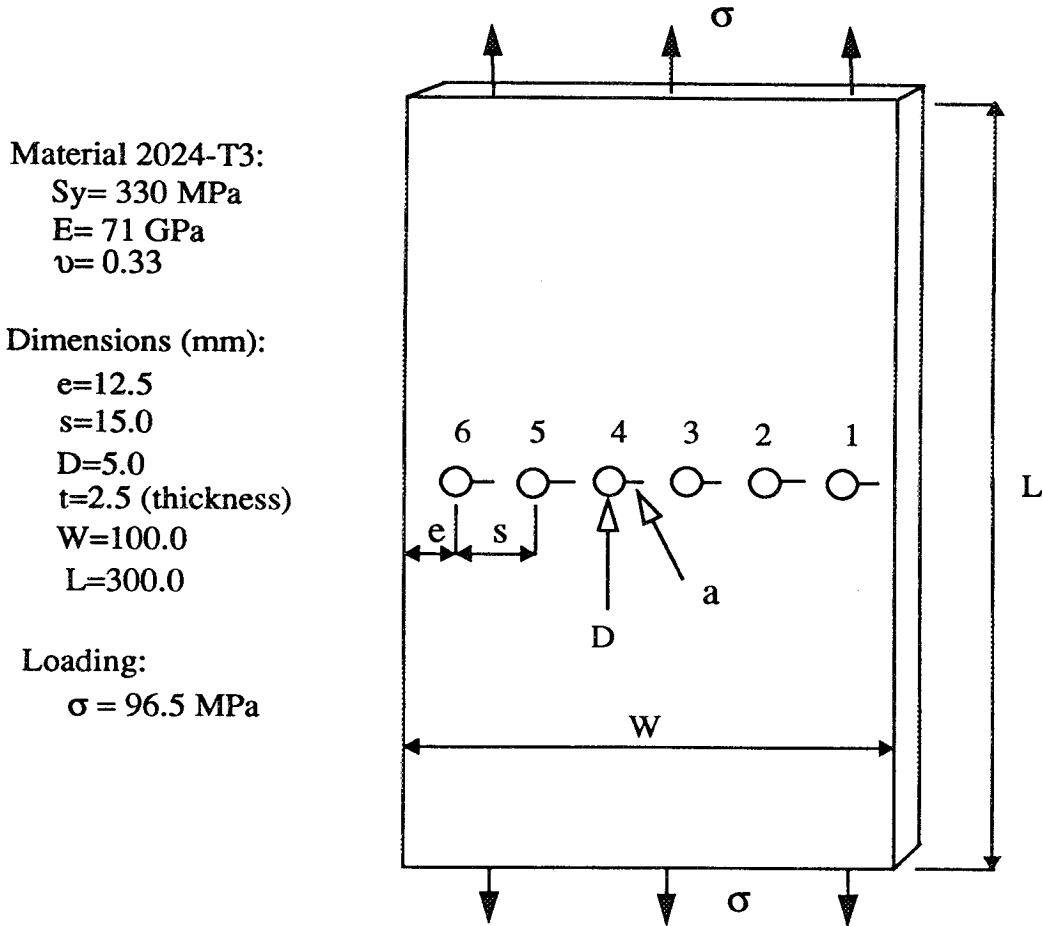 σ
Material 2024-T3:
Sy= 330 MPa
E= 71 GPa
υ= 0.33
Dimensions (mm):
e=12.5
s=15.0
D=5.0
t=2.5 (thickness)
W=100.0
L=300.0
Loading:
σ = 96.5 MPa
6 5 4 3 2 1
L
e s
a
D
W
σ